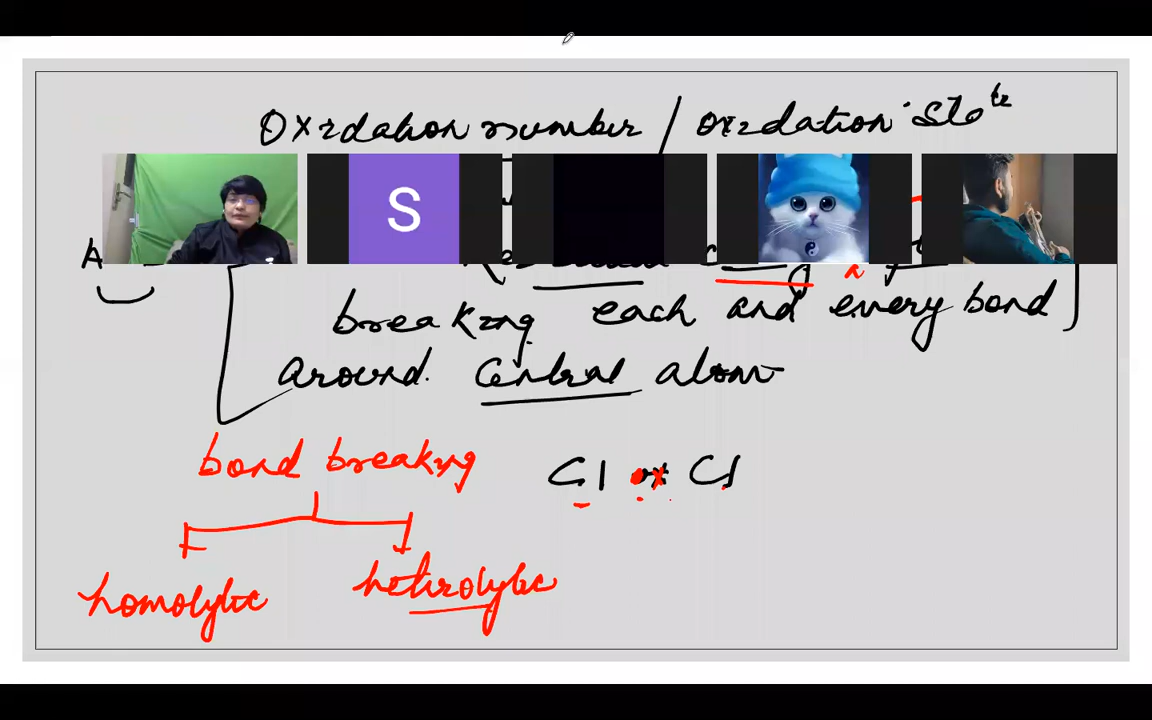 Oxidation number / oxidation state
S
A
breaking each and every bond
around central atom
bond breaking
Cl Cl
homolytic hetrolytic